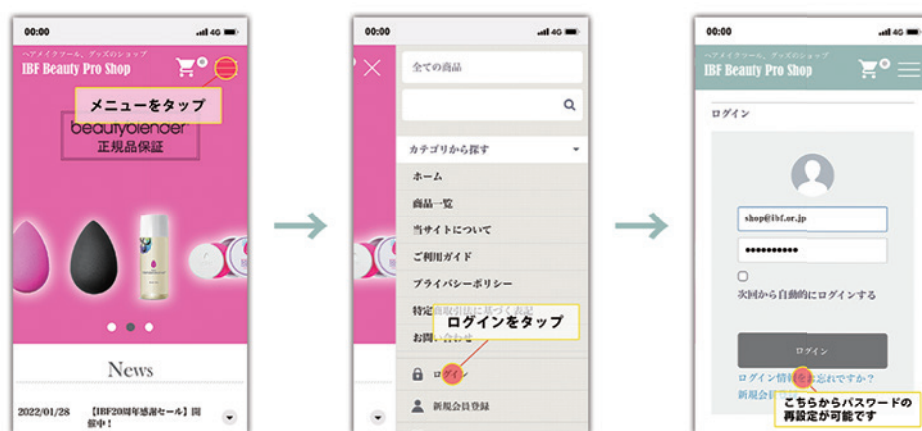 00:00
4G
ヘアメイクツール、グッズのショップ
IBF Beauty Pro Shop
0
メニューをタップ
beautyblender
正規品保証
News
2022/01/28
【IBF20周年感謝セール】開
催中！
00:00
4G
全ての商品
カテゴリから探す
ホーム
商品一覧
当サイトについて
ご利用ガイド
プライバシーポリシー
特定商取引法に基づく表記
お問い合わせ
ログインをタップ
ログイン
新規会員登録
00:00
4G
ヘアメイクツール、グッズのショップ
IBF Beauty Pro Shop
0
ログイン
shop@ibf.or.jp
次回から自動的にログインする
ログイン
ログイン情報をお忘れですか？
新規会員
こちらからパスワードの
再設定が可能です